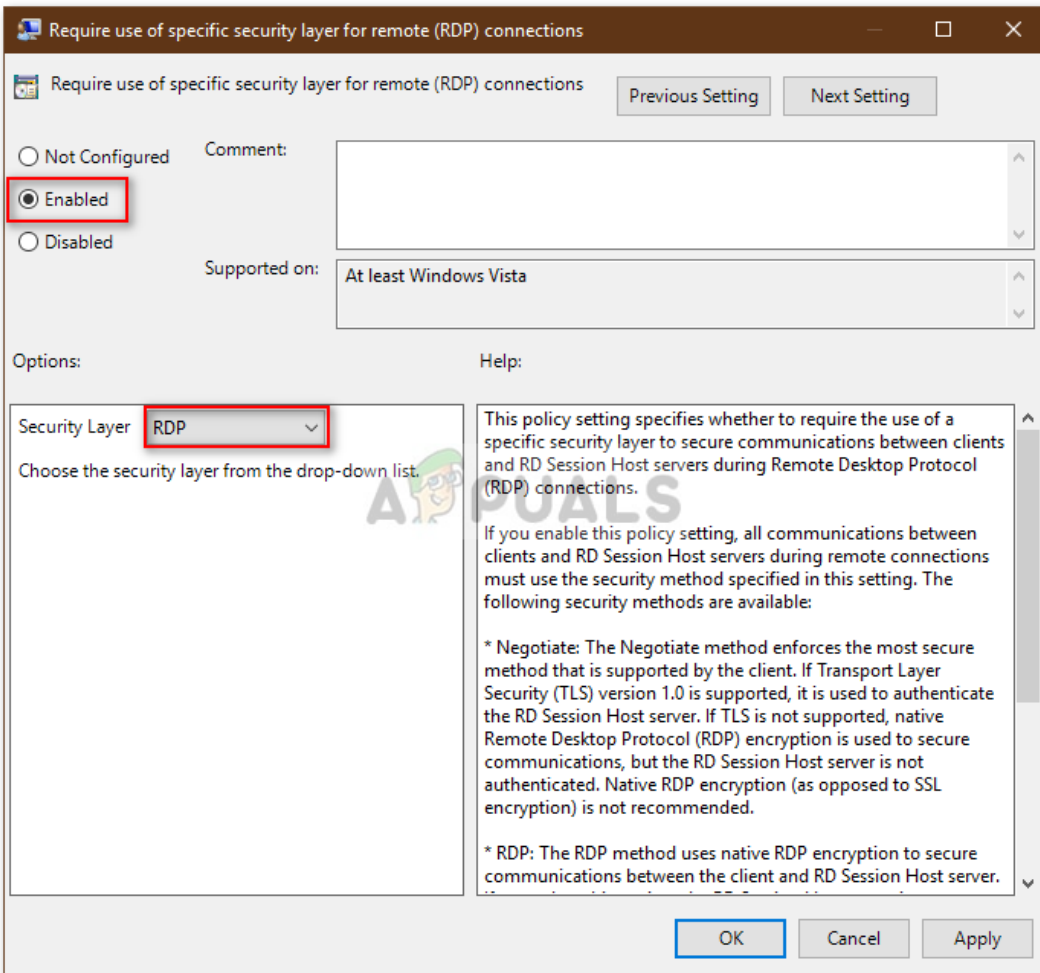 Require use of specific security layer for remote (RDP) connections
Require use of specific security layer for remote (RDP) connections
Previous Setting
Next Setting
Not Configured
Enabled
Disabled
Comment:
Supported on:
At least Windows Vista
Options:
Help:
Security Layer
RDP
Choose the security layer from the drop-down list.
This policy setting specifies whether to require the use of a
specific security layer to secure communications between clients
and RD Session Host servers during Remote Desktop Protocol
(RDP) connections.
If you enable this policy setting, all communications between
clients and RD Session Host servers during remote connections
must use the security method specified in this setting. The
following security methods are available:
* Negotiate: The Negotiate method enforces the most secure
method that is supported by the client. If Transport Layer
Security (TLS) version 1.0 is supported, it is used to authenticate
the RD Session Host server. If TLS is not supported, native
Remote Desktop Protocol (RDP) encryption is used to secure
communications, but the RD Session Host server is not
authenticated. Native RDP encryption (as opposed to SSL
encryption) is not recommended.
* RDP: The RDP method uses native RDP encryption to secure
communications between the client and RD Session Host server.
APPUALS
OK
Cancel
Apply